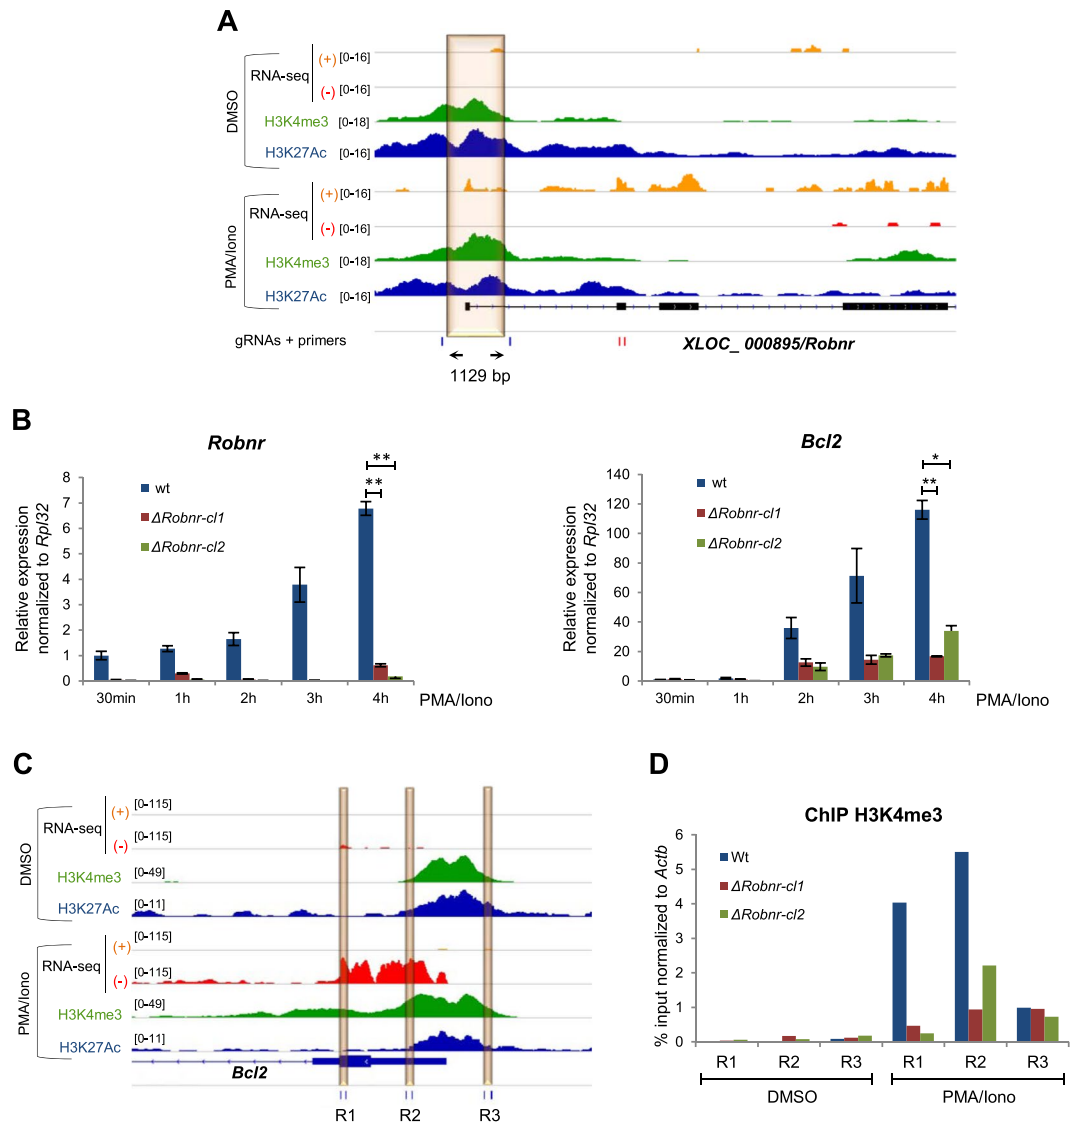 A
DMSO
RNA-seq
(+) [0-16]
(-) [0-16]
H3K4me3 [0-18]
H3K27Ac [0-16]
PMA/Iono
RNA-seq
(+) [0-16]
(-) [0-16]
H3K4me3 [0-18]
H3K27Ac [0-16]
gRNAs + primers
XLOC_ 000895/Robnr
1129 bp
B
Robnr
Relative expression
normalized to Rpl32
8
7
6
5
4
3
2
1
0
wt
ΔRobnr-cl1
ΔRobnr-cl2
**
**
30min 1h 2h 3h 4h PMA/Iono
Bcl2
Relative expression
normalized to Rpl32
140
120
100
80
60
40
20
0
wt
ΔRobnr-cl1
ΔRobnr-cl2
*
**
30min 1h 2h 3h 4h PMA/Iono
C
DMSO
RNA-seq
(+) [0-115]
(-) [0-115]
H3K4me3 [0-49]
H3K27Ac [0-11]
PMA/Iono
RNA-seq
(+) [0-115]
(-) [0-115]
H3K4me3 [0-49]
H3K27Ac [0-11]
Bcl2
R1 R2 R3
D
ChIP H3K4me3
% input normalized to Actb
6
5
4
3
2
1
0
Wt
ΔRobnr-cl1
ΔRobnr-cl2
R1 R2 R3 R1 R2 R3
DMSO PMA/Iono